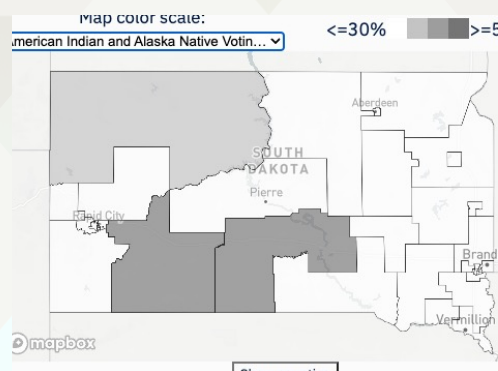 Map color scale:
American Indian and Alaska Native Votin...
<=30%
>=5
Aberdeen
SOUTH
DAKOTA
Pierre
Rapid City
Brand
Vermillion
mapbox